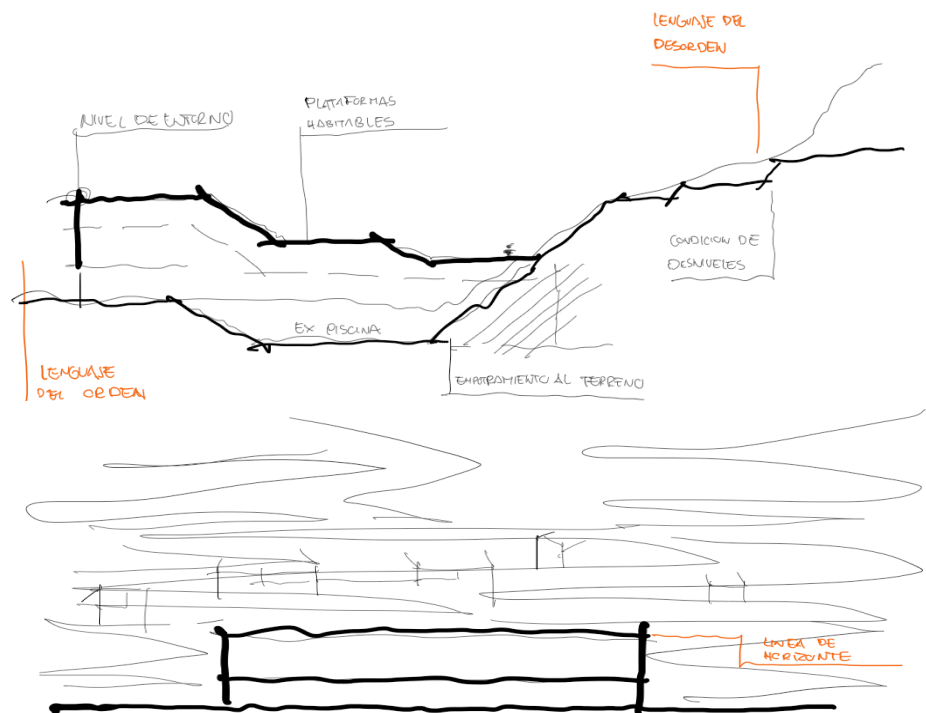 LENGUAJE DEL
DESORDEN
NIVEL DE ENTORNO
PLATAFORMAS
HABITABLES
CONDICION DE
DESNIVELES
EX PISCINA
LENGUAJE
DEL ORDEN
EMPOTRAMIENTO AL TERRENO
LINEA DE
HORIZONTE